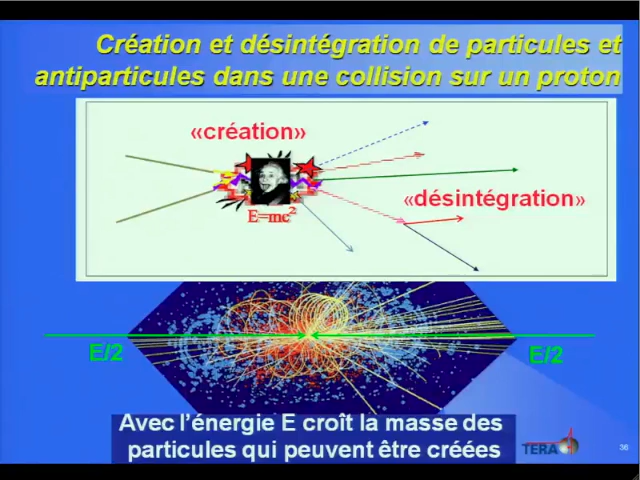 Création et désintégration de particules et
antiparticules dans une collision sur un proton
«création»
E=mc²
«désintégration»
E/2
E/2
Avec l'énergie E croît la masse des
particules qui peuvent être créées
TERA
36